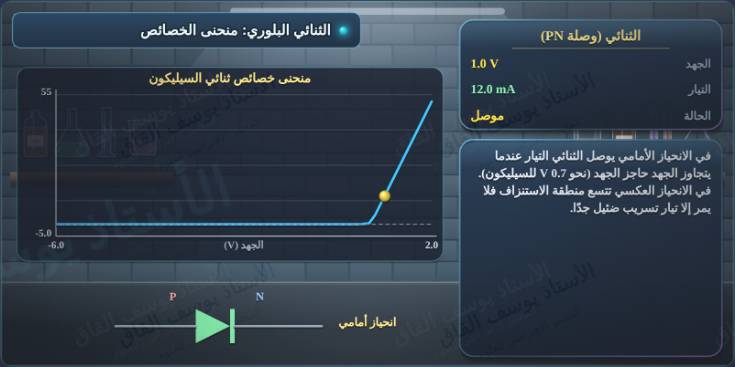 الثنائي البلوري: منحنى الخصائص
الثنائي (وصلة PN)
الجهد 1.0 V
التيار 12.0 mA
الحالة موصل
منحنى خصائص ثنائي السيليكون
55
-5.0
-6.0
الجهد (V)
2.0
في الانحياز الأمامي يوصل الثنائي التيار عندما
يتجاوز الجهد حاجز الجهد (نحو 0.7 V للسيليكون).
في الانحياز العكسي تتسع منطقة الاستنزاف فلا
يمر إلا تيار تسريب ضئيل جدًا.
P
N
انحياز أمامي
الأستاذ يوسف الفاق